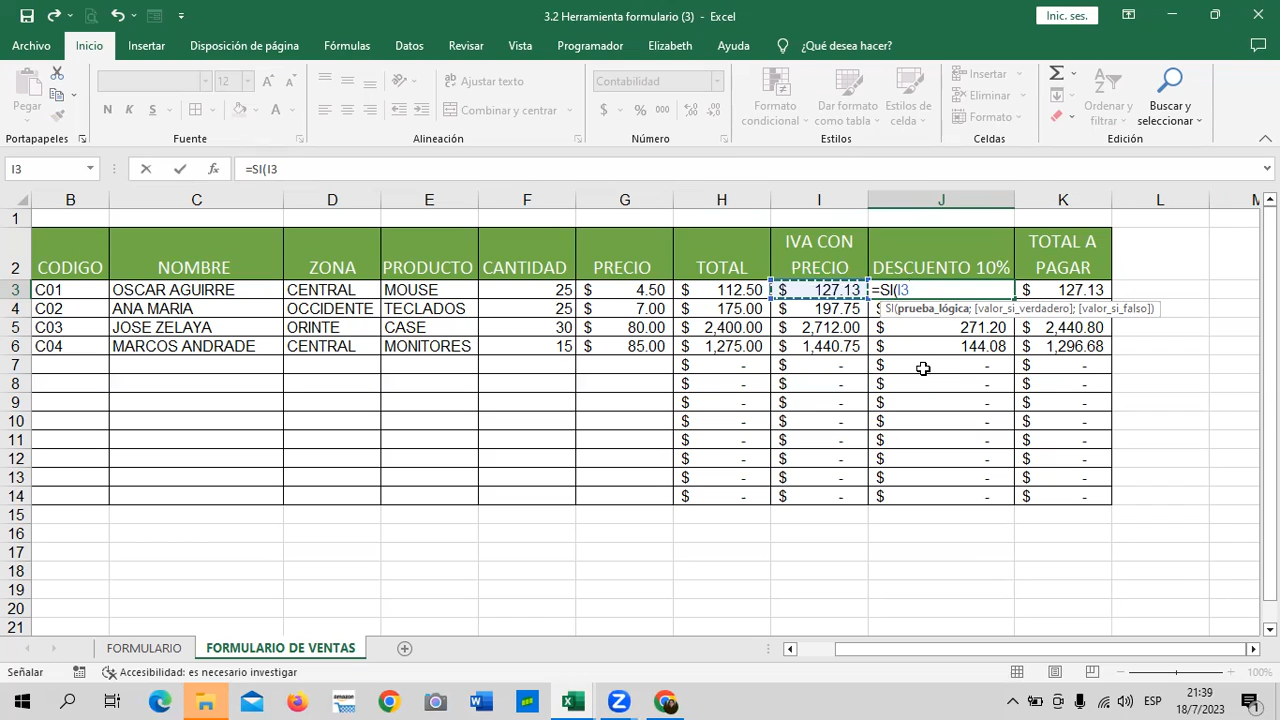 3.2 Herramienta formulario (3) - Excel
Inic. ses.
Archivo Inicio Insertar Disposición de página Fórmulas Datos Revisar Vista Programador Elizabeth Ayuda ¿Qué desea hacer?
Pegar
12
N K S
Ajustar texto
Combinar y centrar
Contabilidad
$ % 000
Formato condicional
Dar formato como tabla
Estilos de celda
Insertar
Eliminar
Formato
Ordenar y filtrar
Buscar y seleccionar
Portapapeles Fuente Alineación Número Estilos Celdas Edición
I3 fx =SI(I3
B C D E F G H I J K L M
1
2 CODIGO NOMBRE ZONA PRODUCTO CANTIDAD PRECIO TOTAL IVA CON PRECIO DESCUENTO 10% TOTAL A PAGAR
3 C01 OSCAR AGUIRRE CENTRAL MOUSE 25 $ 4.50 $ 112.50 $ 127.13 =SI(I3 $ 127.13
SI(prueba_lógica; [valor_si_verdadero]; [valor_si_falso])
4 C02 ANA MARIA OCCIDENTE TECLADOS 25 $ 7.00 $ 175.00 $ 197.75
5 C03 JOSE ZELAYA ORINTE CASE 30 $ 80.00 $ 2,400.00 $ 2,712.00 $ 271.20 $ 2,440.80
6 C04 MARCOS ANDRADE CENTRAL MONITORES 15 $ 85.00 $ 1,275.00 $ 1,440.75 $ 144.08 $ 1,296.68
7 $ - $ - $ - $ -
8 $ - $ - $ - $ -
9 $ - $ - $ - $ -
10 $ - $ - $ - $ -
11 $ - $ - $ - $ -
12 $ - $ - $ - $ -
13 $ - $ - $ - $ -
14 $ - $ - $ - $ -
15
16
17
18
19
20
21
FORMULARIO FORMULARIO DE VENTAS
Señalar Accesibilidad: es necesario investigar 100%
ESP
21:39
18/7/2023